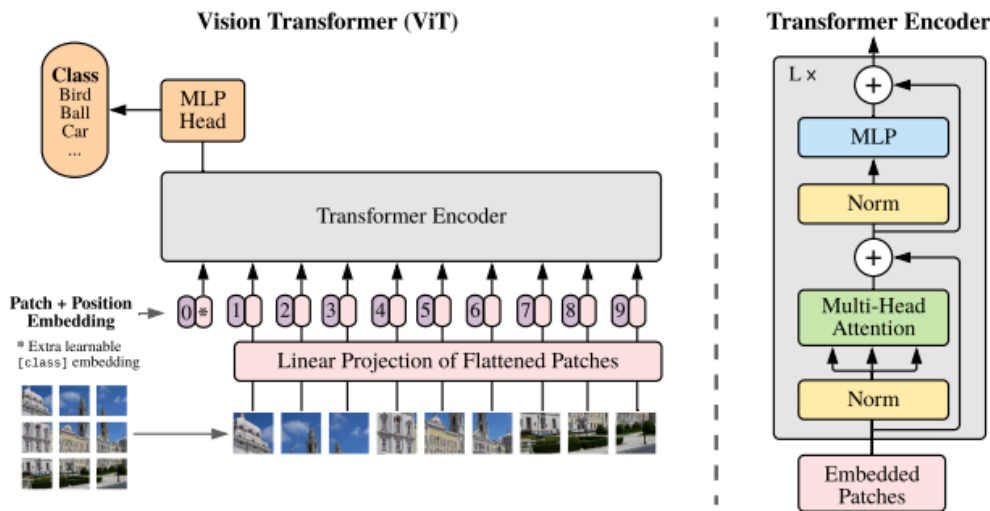 Vision Transformer (ViT)
Class
Bird
Ball
Car
...
MLP
Head
Transformer Encoder
Patch + Position
Embedding
* Extra learnable
[class] embedding
0 * 1 2 3 4 5 6 7 8 9
Linear Projection of Flattened Patches
Transformer Encoder
L ×
+
MLP
Norm
+
Multi-Head
Attention
Norm
Embedded
Patches